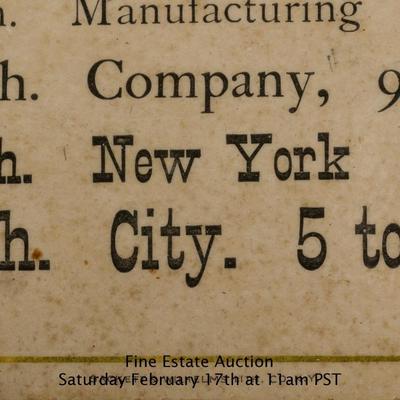 n. Manufacturing
h. Company, 9
h. New York
h. City. 5 to
Fine Estate Auction
Saturday February 17th at 11am PST